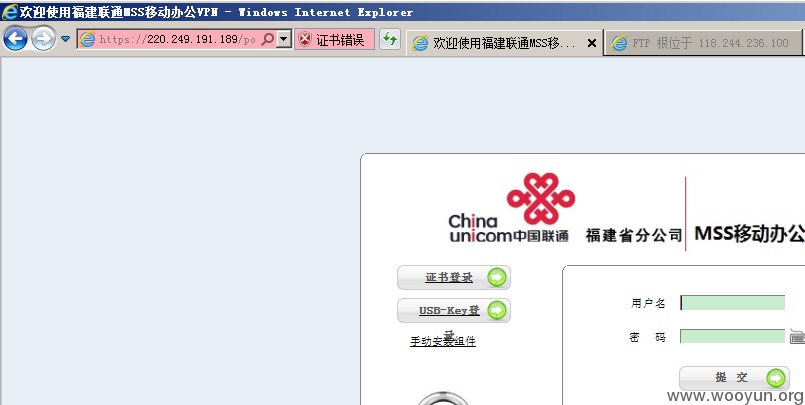 欢迎使用福建联通MSS移动办公VPN - Windows Internet Explorer
https://220.249.191.189/po
证书错误
欢迎使用福建联通MSS移...
FTP 根位于 118.244.236.100
China
unicom中国联通
福建省分公司
MSS移动办公
证书登录
USB-Key登录
手动安装组件
用户名
密 码
提 交
www.wooyun.org